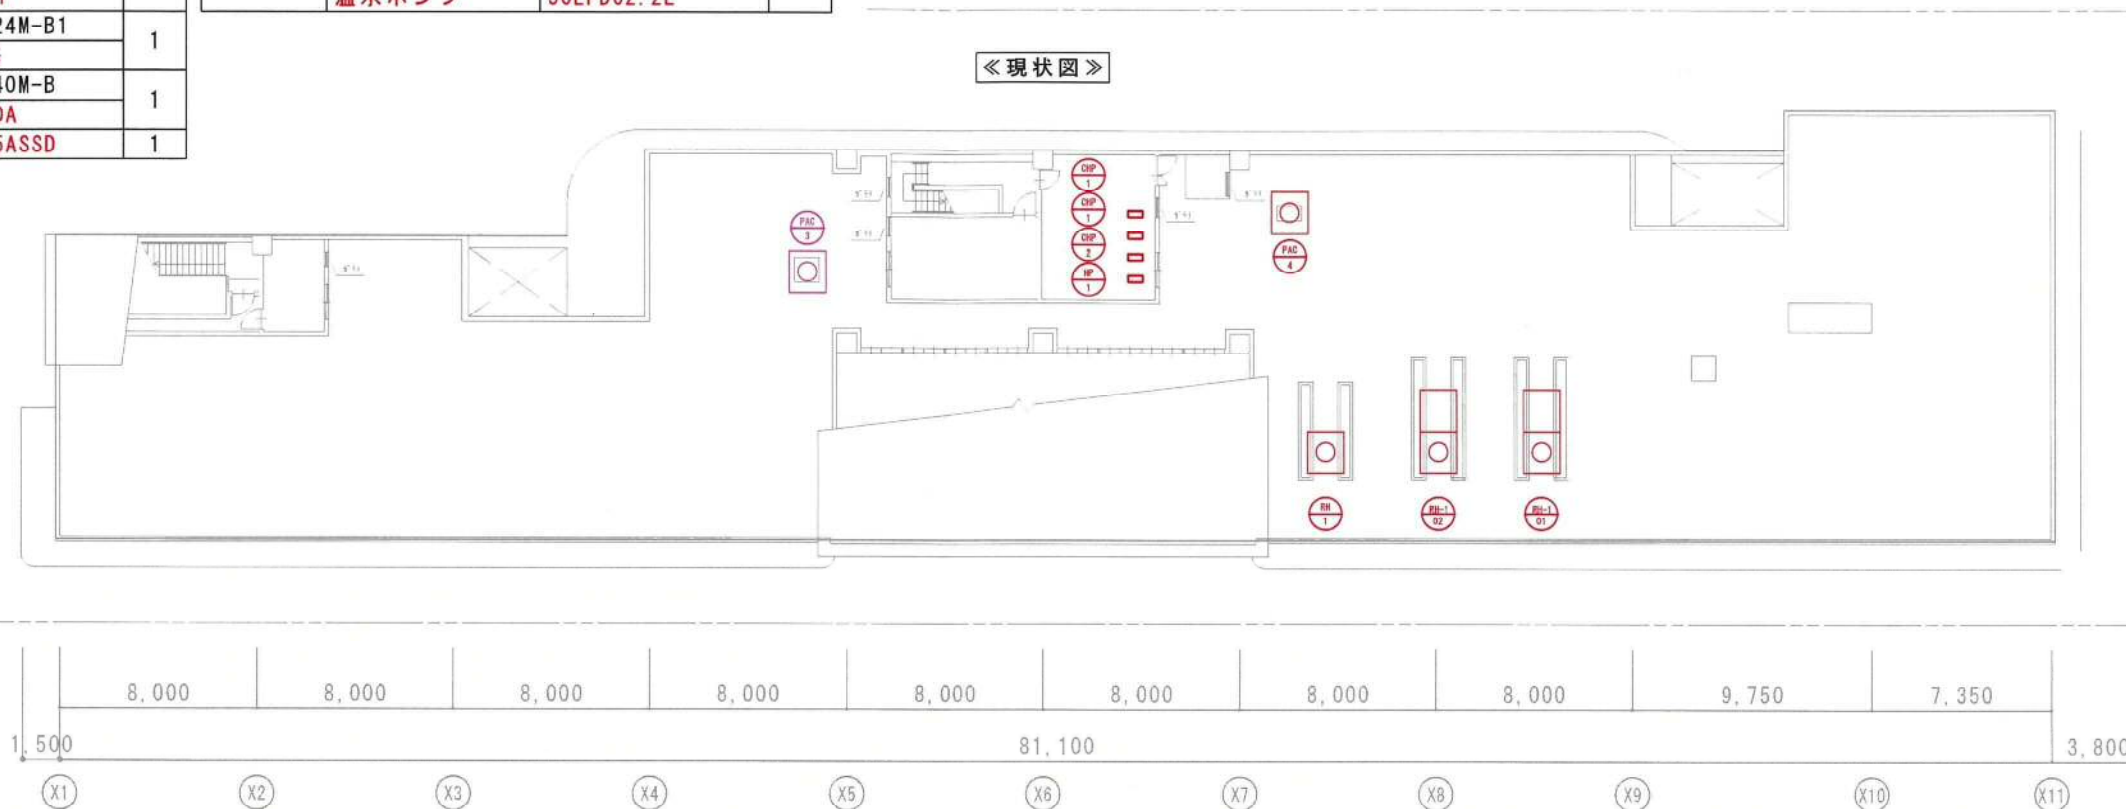 24M-B1
1
40M-B
1
DA
5ASSD
1
≪現状図≫
CHP
1
CHP
1
CHP
2
HP
1
PAC
3
PAC
4
RH
1
RH-1
02
RH-1
01
8,000
8,000
8,000
8,000
8,000
8,000
8,000
8,000
9,750
7,350
1,500
81,100
3,800
X1
X2
X3
X4
X5
X6
X7
X8
X9
X10
X11